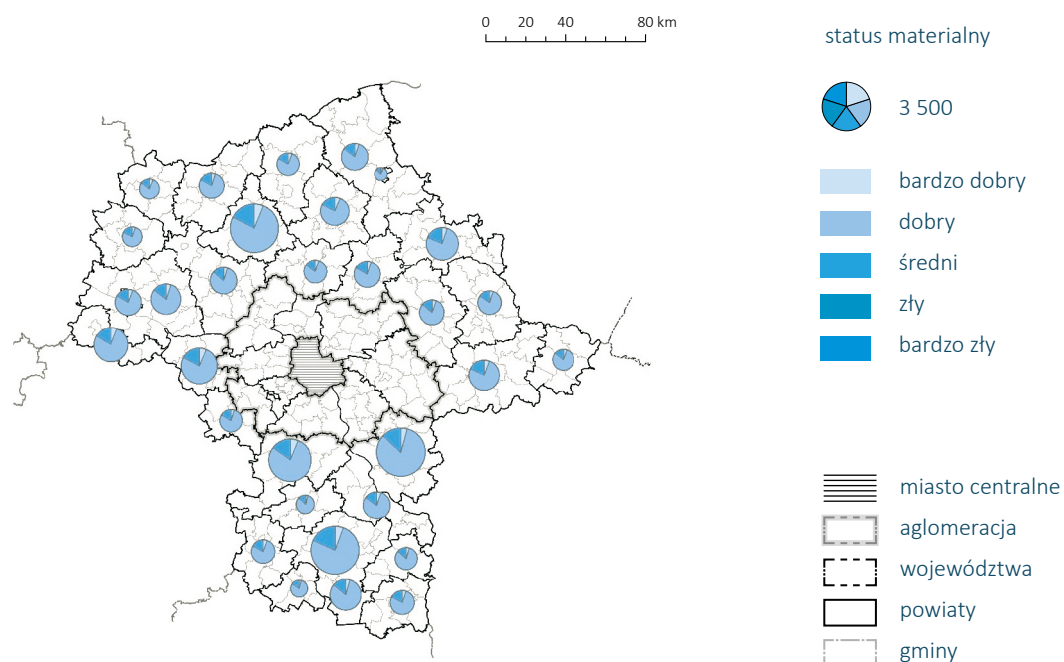 0 20 40 80 km
status materialny
3 500
bardzo dobry
dobry
średni
zły
bardzo zły
miasto centralne
aglomeracja
województwa
powiaty
gminy